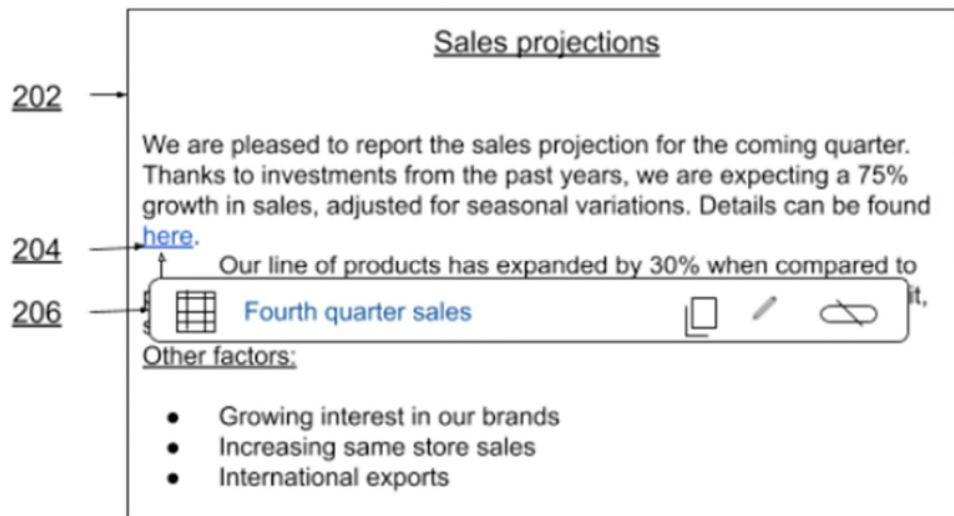 Sales projections
202
We are pleased to report the sales projection for the coming quarter.
Thanks to investments from the past years, we are expecting a 75%
growth in sales, adjusted for seasonal variations. Details can be found
204
here.
Our line of products has expanded by 30% when compared to
206
Fourth quarter sales
Other factors:
● Growing interest in our brands
● Increasing same store sales
● International exports